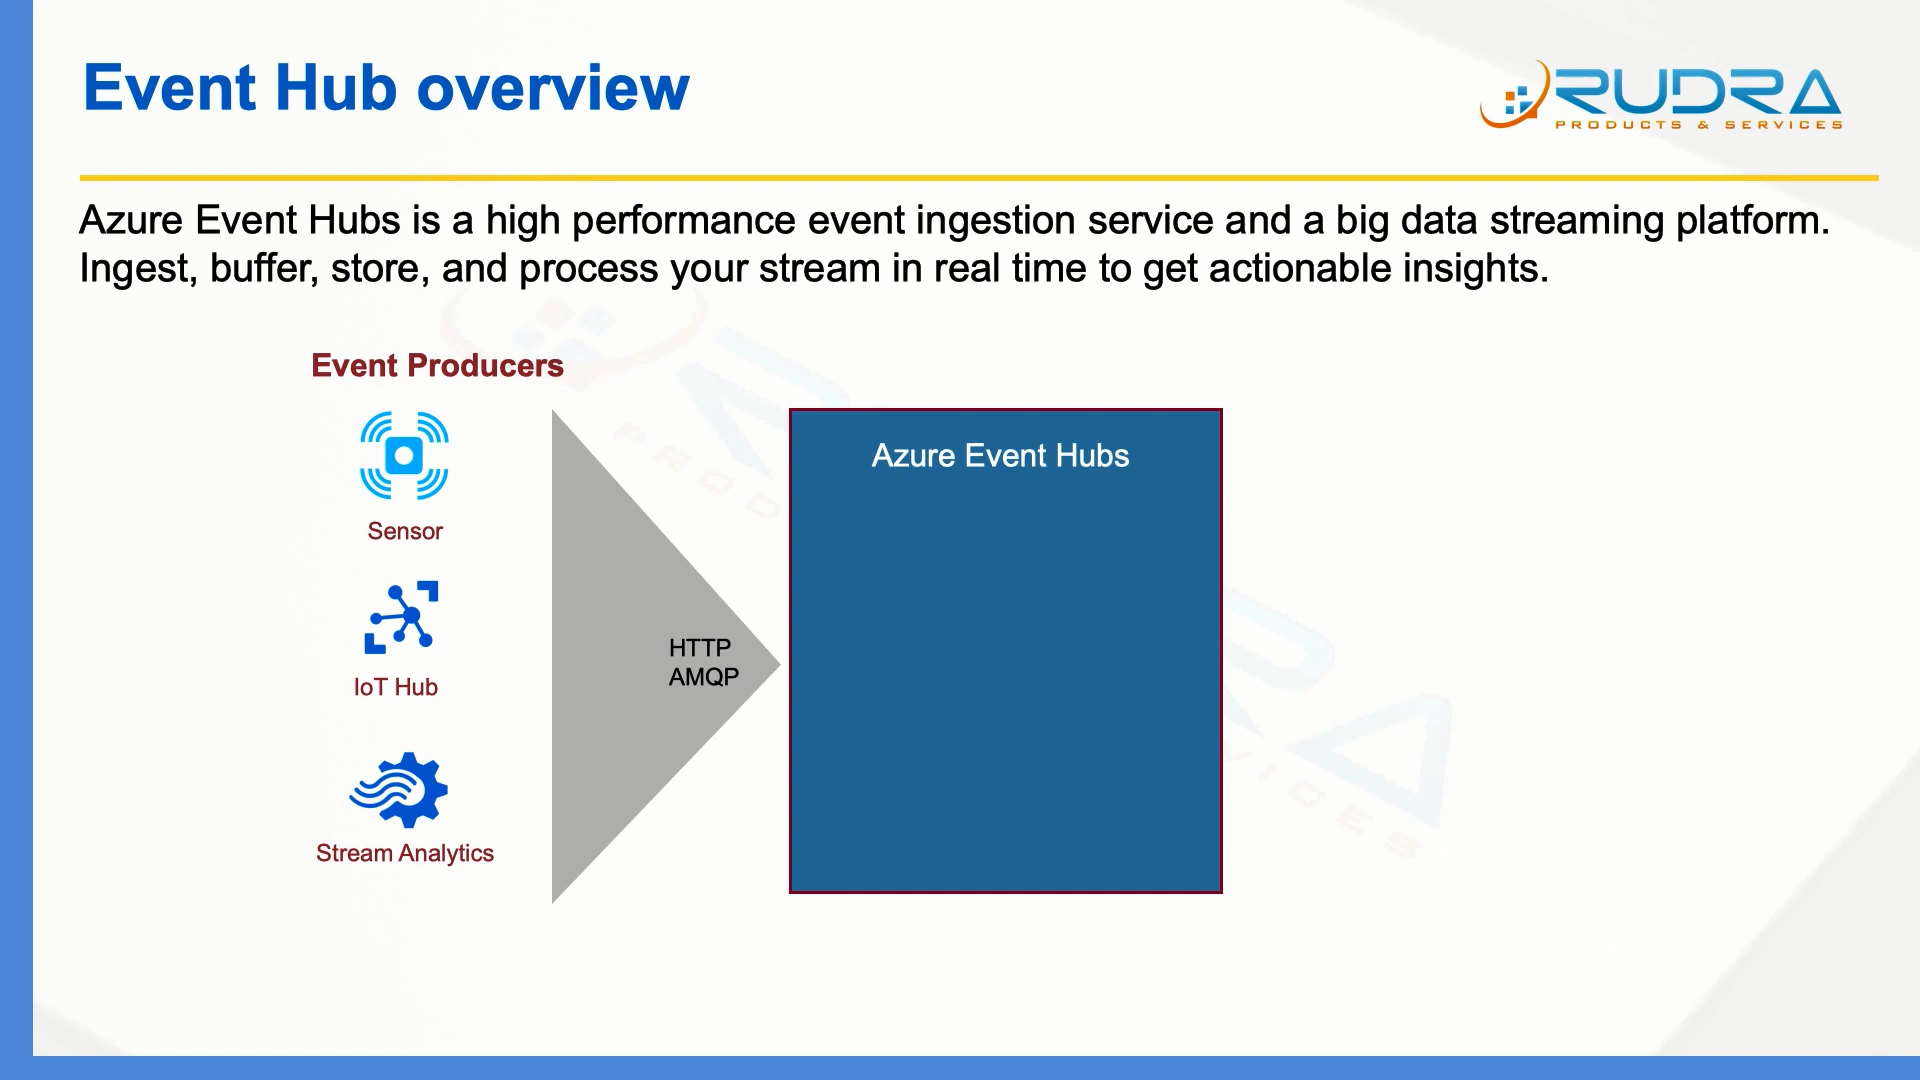 Event Hub overview
RUDRA
PRODUCTS & SERVICES
Azure Event Hubs is a high performance event ingestion service and a big data streaming platform.
Ingest, buffer, store, and process your stream in real time to get actionable insights.
Event Producers
Sensor
IoT Hub
Stream Analytics
HTTP
AMQP
Azure Event Hubs